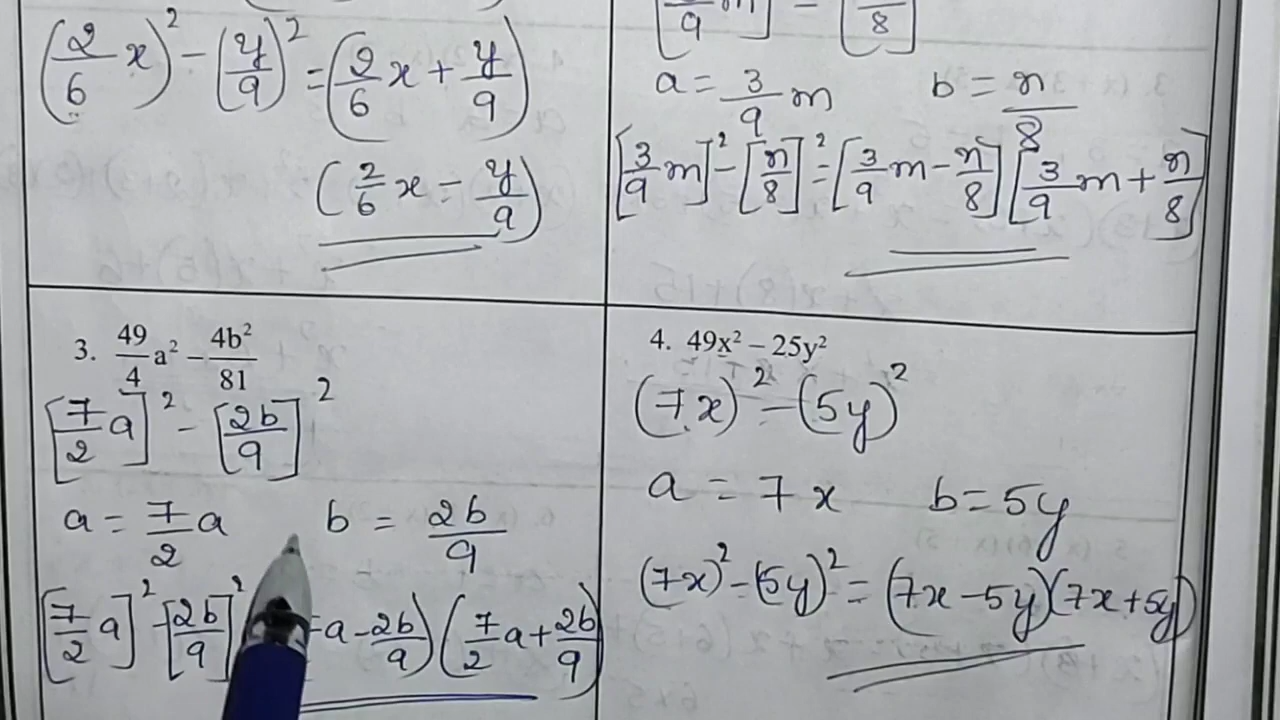 (2/6 x)² - (y/9)² = (2/6 x + y/9)
(2/6 x - y/9)
a = 3/9 m b = n/8
[3/9 m]² - [n/8]² = [3/9 m - n/8] [3/9 m + n/8]
3. 49/4 a² – 4b²/81
[7/2 a]² - [2b/9]²
a = 7/2 a b = 2b/9
[7/2 a]² - [2b/9]² a - 2b/9) (7/2 a + 2b/9)
4. 49x² – 25y²
(7x)² - (5y)²
a = 7x b = 5y
(7x)² - (5y)² = (7x - 5y)(7x + 5y)